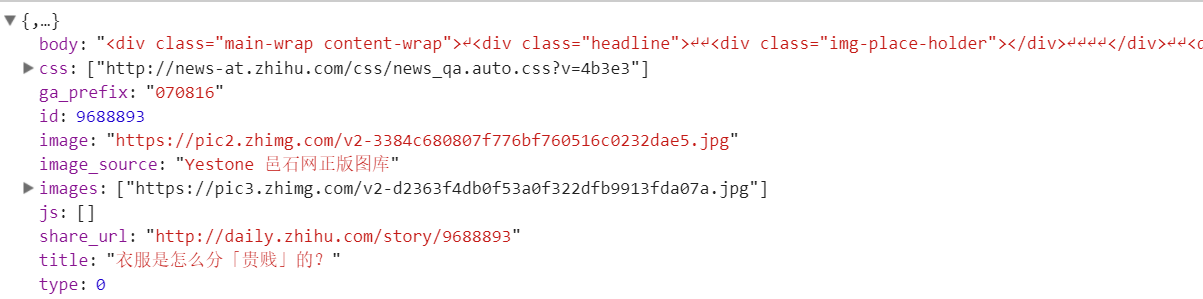 {,…}
body: "<div class="main-wrap content-wrap">↵<div class="headline">↵↵<div class="img-place-holder"></div>↵↵↵↵</div>↵↵<d
css: ["http://news-at.zhihu.com/css/news_qa.auto.css?v=4b3e3"]
ga_prefix: "070816"
id: 9688893
image: "https://pic2.zhimg.com/v2-3384c680807f776bf760516c0232dae5.jpg"
image_source: "Yestone 邑石网正版图库"
images: ["https://pic3.zhimg.com/v2-d2363f4db0f53a0f322dfb9913fda07a.jpg"]
js: []
share_url: "http://daily.zhihu.com/story/9688893"
title: "衣服是怎么分「贵贱」的？"
type: 0